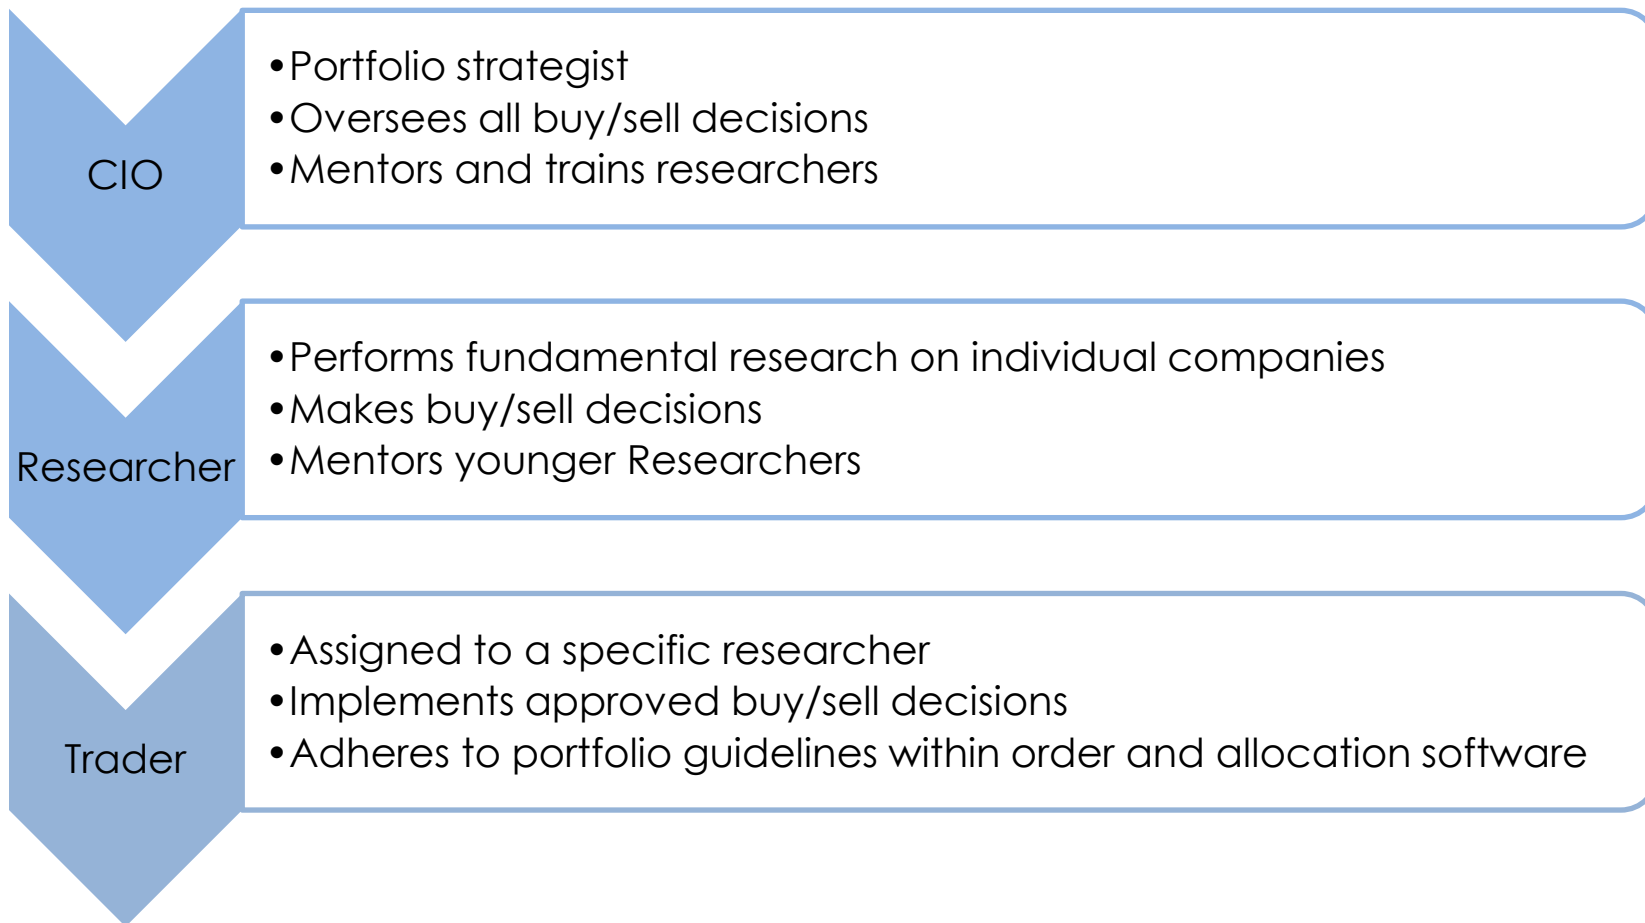 CIO
•Portfolio strategist
•Oversees all buy/sell decisions
•Mentors and trains researchers
Researcher
•Performs fundamental research on individual companies
•Makes buy/sell decisions
•Mentors younger Researchers
Trader
•Assigned to a specific researcher
•Implements approved buy/sell decisions
•Adheres to portfolio guidelines within order and allocation software